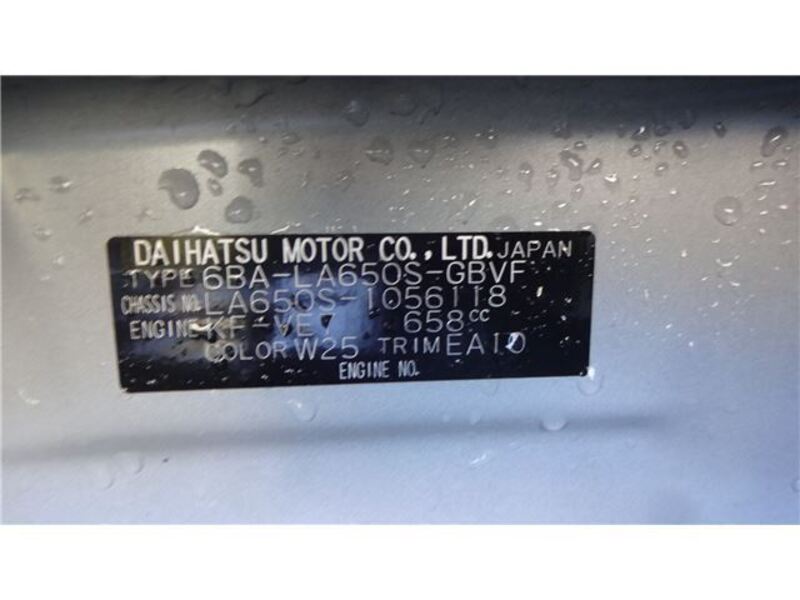 DAIHATSU MOTOR CO., LTD. JAPAN
TYPE 6BA-LA650S-GBVF
CHASSIS NO. LA650S-1056118
ENGINE KF-VE7 658cc
COLOR W25 TRIM EA10
ENGINE NO.